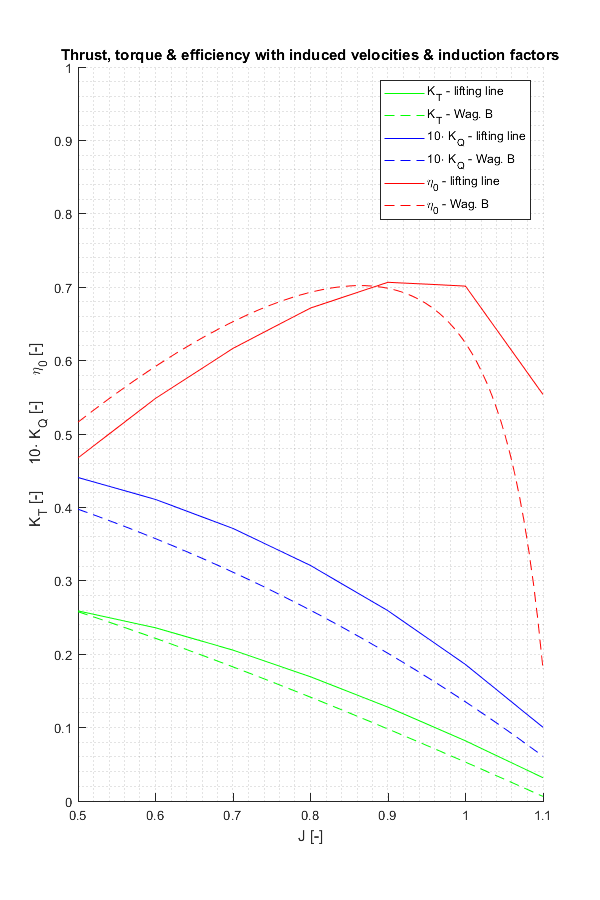 Thrust, torque & efficiency with induced velocities & induction factors
K_T - lifting line
K_T - Wag. B
10· K_Q - lifting line
10· K_Q - Wag. B
η_0 - lifting line
η_0 - Wag. B
1
0.9
0.8
0.7
0.6
0.5
0.4
0.3
0.2
0.1
0
K_T [-] 10· K_Q [-] η_0 [-]
0.5 0.6 0.7 0.8 0.9 1 1.1
J [-]